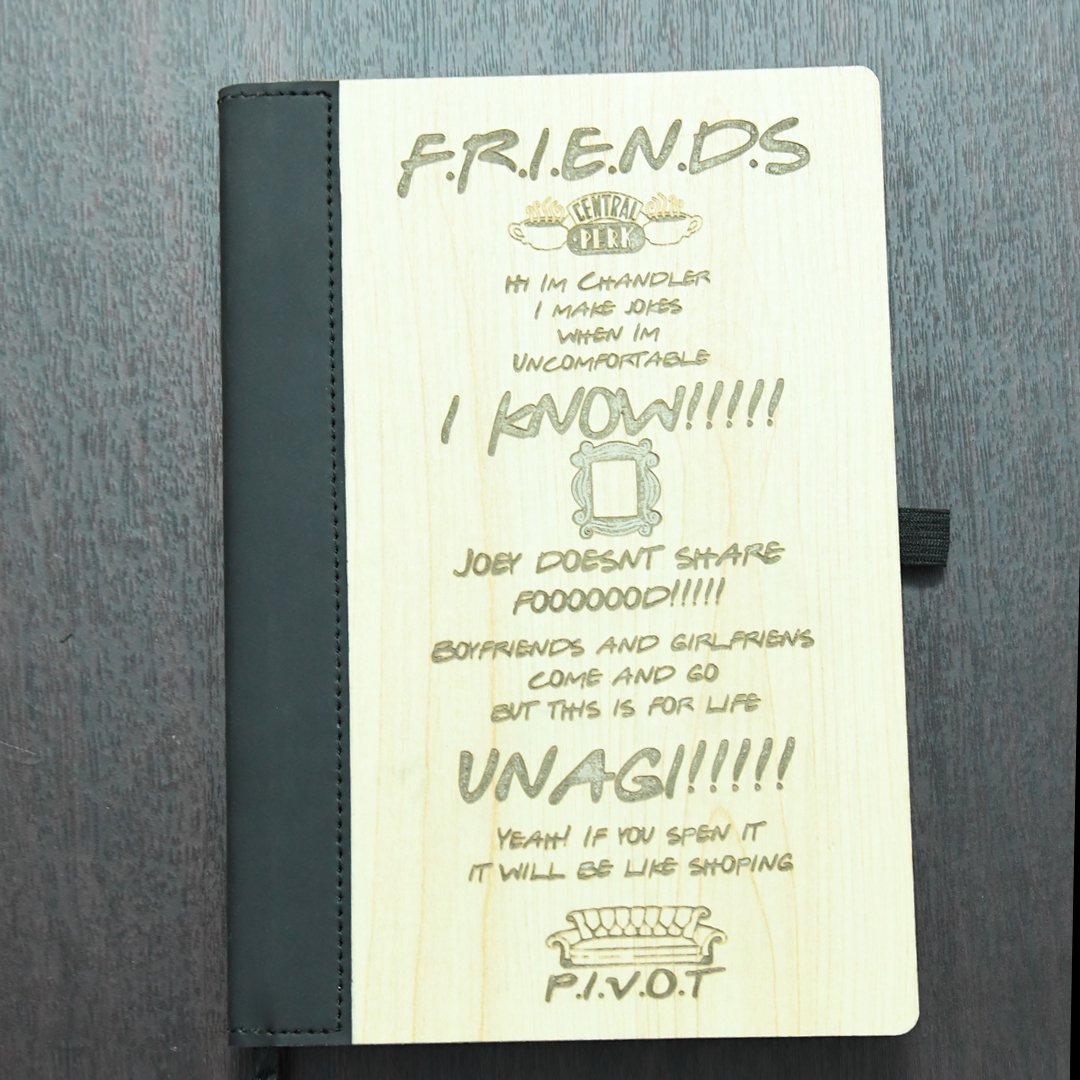 F.R.I.E.N.D.S
CENTRAL
PERK
HI IM CHANDLER
I MAKE JOKES
WHEN IM
UNCOMFORTABLE
I KNOW!!!!!
JOEY DOESNT SHARE
FOOOOOOD!!!!!
BOYFRIENDS AND GIRLFRIENS
COME AND GO
BUT THIS IS FOR LIFE
UNAGI!!!!!!
YEAH! IF YOU SPEN IT
IT WILL BE LIKE SHOPING
P.I.V.O.T